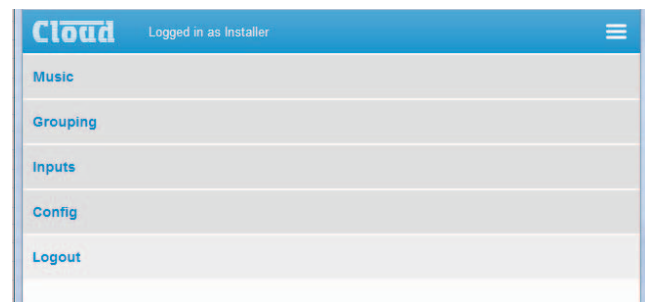 Cloud Logged in as Installer
Music
Grouping
Inputs
Config
Logout